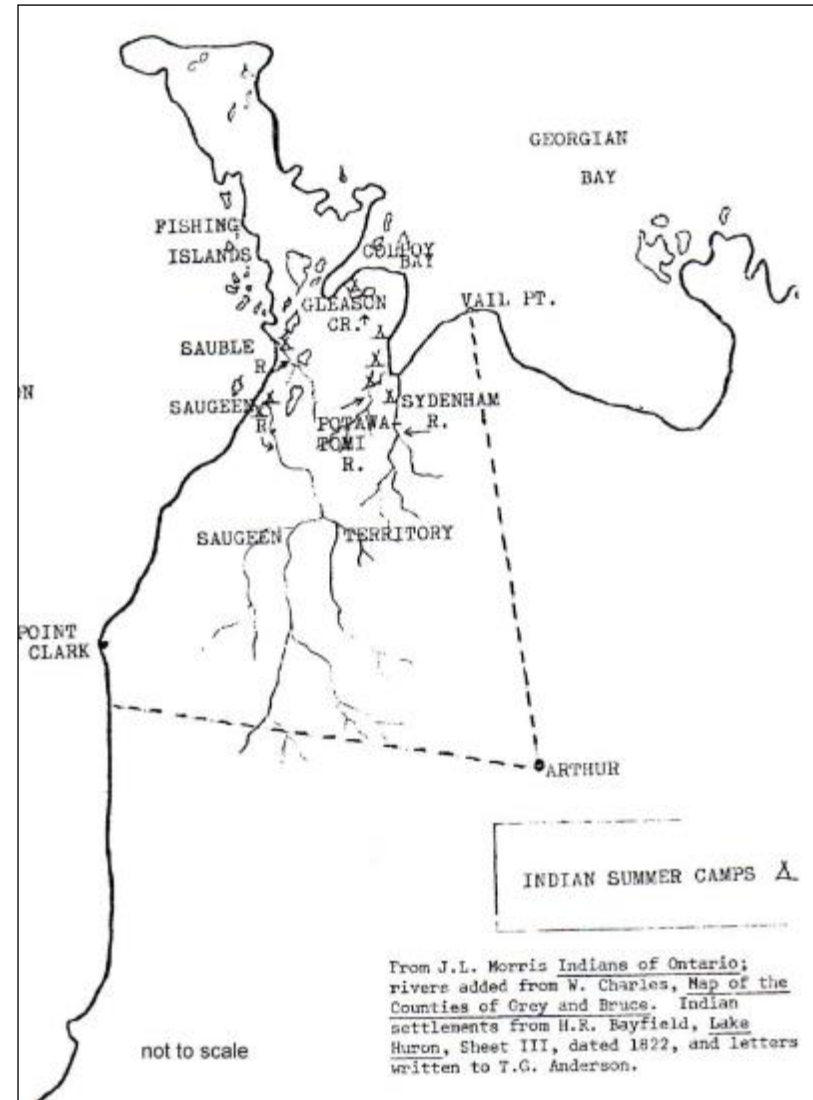 GEORGIAN
BAY
FISHING
ISLANDS
COLPOY
BAY
GLEASON
CR.
VAIL PT.
SAUBLE
R.
SAUGEEN
R.
SYDENHAM
R.
POTAWA-
TOMI
R.
SAUGEEN TERRITORY
POINT
CLARK
ARTHUR
INDIAN SUMMER CAMPS
From J.L. Morris Indians of Ontario;
rivers added from W. Charles, Map of the
Counties of Grey and Bruce. Indian
settlements from H.R. Bayfield, Lake
Huron, Sheet III, dated 1822, and letters
written to T.G. Anderson.
not to scale